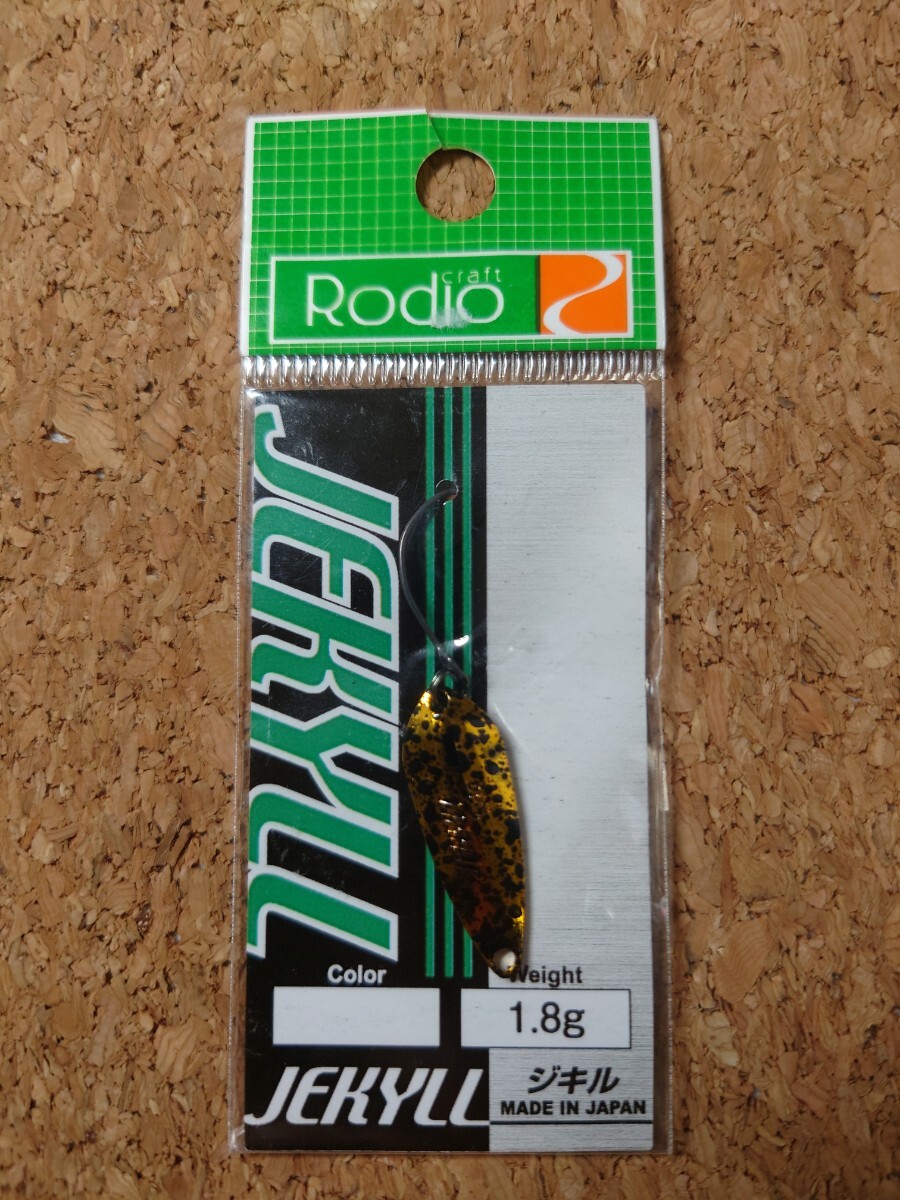 Rodio craft
JEKYLL
Color
Weight
1.8g
JEKYLL
ジキル
MADE IN JAPAN